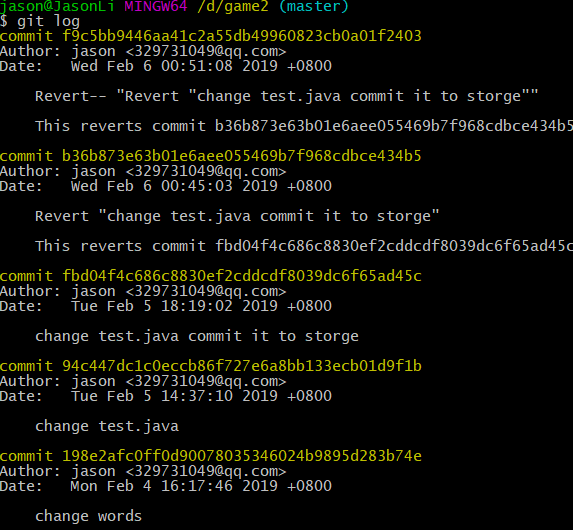 jason@JasonLi MINGW64 /d/game2 (master)
$ git log
commit f9c5bb9446aa41c2a55db49960823cb0a01f2403
Author: jason <329731049@qq.com>
Date:   Wed Feb 6 00:51:08 2019 +0800
Revert-- "Revert "change test.java commit it to storge""
This reverts commit b36b873e63b01e6aee055469b7f968cdbce434b5
commit b36b873e63b01e6aee055469b7f968cdbce434b5
Author: jason <329731049@qq.com>
Date:   Wed Feb 6 00:45:03 2019 +0800
Revert "change test.java commit it to storge"
This reverts commit fbd04f4c686c8830ef2cddcdf8039dc6f65ad45c
commit fbd04f4c686c8830ef2cddcdf8039dc6f65ad45c
Author: jason <329731049@qq.com>
Date:   Tue Feb 5 18:19:02 2019 +0800
change test.java commit it to storge
commit 94c447dc1c0eccb86f727e6a8bb133ecb01d9f1b
Author: jason <329731049@qq.com>
Date:   Tue Feb 5 14:37:10 2019 +0800
change test.java
commit 198e2afc0ff0d90078035346024b9895d283b74e
Author: jason <329731049@qq.com>
Date:   Mon Feb 4 16:17:46 2019 +0800
change words